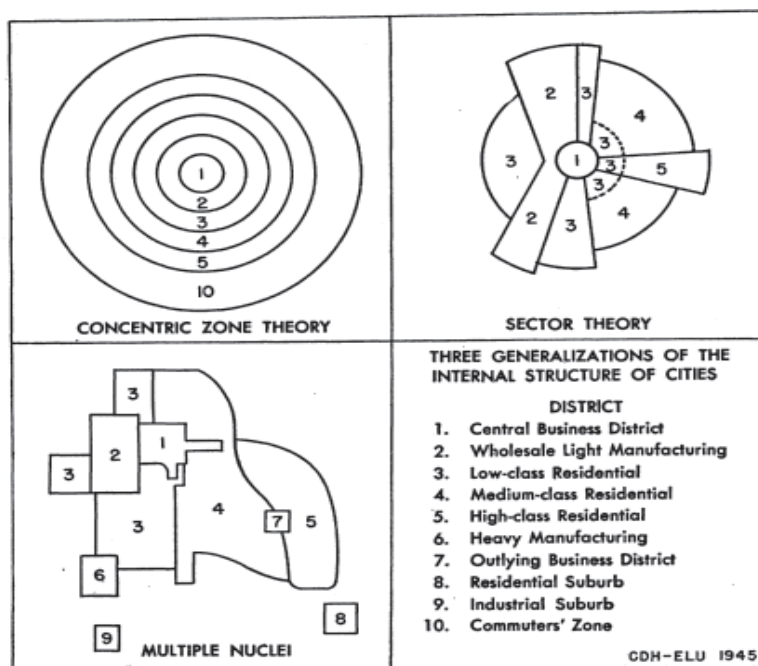 1
2
3
4
5
10
CONCENTRIC ZONE THEORY
2
3
4
3
3
1
3
5
3
2
3
4
SECTOR THEORY
3
1
2
3
3
4
7
5
6
9
8
MULTIPLE NUCLEI
THREE GENERALIZATIONS OF THE
INTERNAL STRUCTURE OF CITIES
DISTRICT
1. Central Business District
2. Wholesale Light Manufacturing
3. Low-class Residential
4. Medium-class Residential
5. High-class Residential
6. Heavy Manufacturing
7. Outlying Business District
8. Residential Suburb
9. Industrial Suburb
10. Commuters' Zone
CDH-ELU 1945